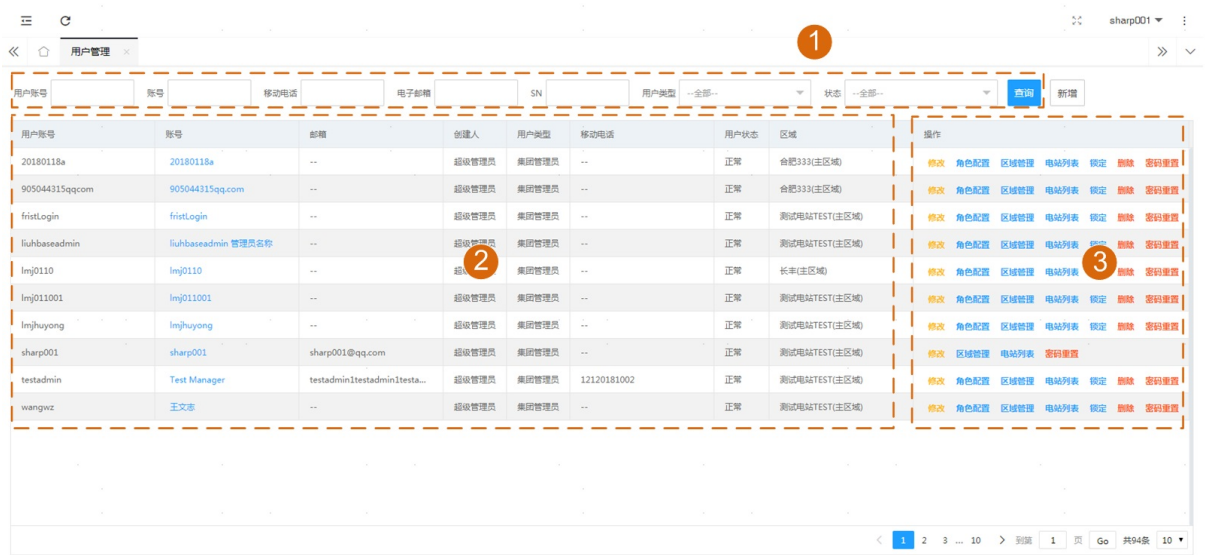 sharp001
用户管理
1
用户账号 账号 移动电话 电子邮箱 SN 用户类型 --全部-- 状态 --全部-- 查询 新增
用户账号 账号 邮箱 创建人 用户类型 移动电话 用户状态 区域 操作
20180118a 20180118a -- 超级管理员 集团管理员 -- 正常 合肥333(主区域) 修改 角色配置 区域管理 电站列表 锁定 删除 密码重置
905044315qqcom 905044315qq.com -- 超级管理员 集团管理员 -- 正常 合肥333(主区域) 修改 角色配置 区域管理 电站列表 锁定 删除 密码重置
fristLogin fristLogin -- 超级管理员 集团管理员 -- 正常 测试电站TEST(主区域) 修改 角色配置 区域管理 电站列表 锁定 删除 密码重置
liuhbaseadmin liuhbaseadmin 管理员名称 -- 超级管理员 集团管理员 -- 正常 测试电站TEST(主区域) 修改 角色配置 区域管理 电站列表 锁定 删除 密码重置
2 3
lmj0110 lmj0110 -- 集团管理员 -- 正常 长丰(主区域) 修改 角色配置 区域管理 电站列表 删除 密码重置
lmj011001 lmj011001 -- 超级管理员 集团管理员 -- 正常 测试电站TEST(主区域) 修改 角色配置 区域管理 电站列表 锁定 删除 密码重置
lmjhuyong lmjhuyong -- 超级管理员 集团管理员 -- 正常 测试电站TEST(主区域) 修改 角色配置 区域管理 电站列表 锁定 删除 密码重置
sharp001 sharp001 sharp001@qq.com 超级管理员 集团管理员 -- 正常 测试电站TEST(主区域) 修改 区域管理 电站列表 密码重置
testadmin Test Manager testadmin1testadmin1testa... 超级管理员 集团管理员 12120181002 正常 测试电站TEST(主区域) 修改 角色配置 区域管理 电站列表 锁定 删除 密码重置
wangwz 王文志 -- 超级管理员 集团管理员 -- 正常 测试电站TEST(主区域) 修改 角色配置 区域管理 电站列表 锁定 删除 密码重置
1 2 3 ... 10 到第 1 页 Go 共94条 10